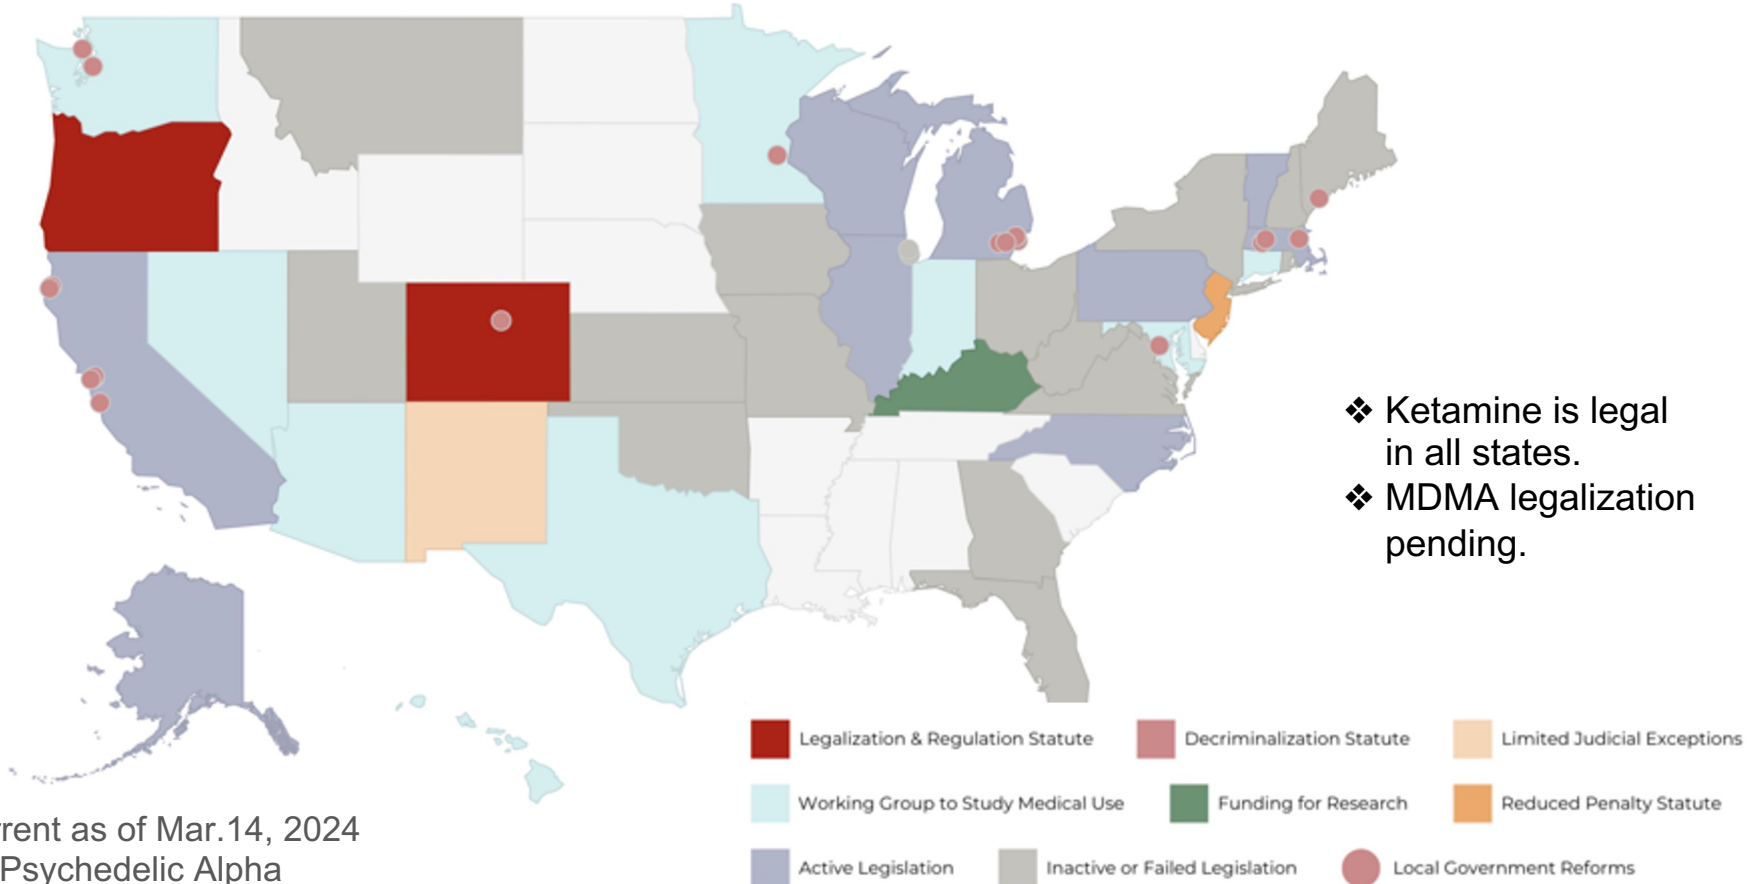 ❖ Ketamine is legal
in all states.
❖ MDMA legalization
pending.
Legalization & Regulation Statute
Decriminalization Statute
Limited Judicial Exceptions
Working Group to Study Medical Use
Funding for Research
Reduced Penalty Statute
Active Legislation
Inactive or Failed Legislation
Local Government Reforms
as of Mar.14, 2024
Psychedelic Alpha